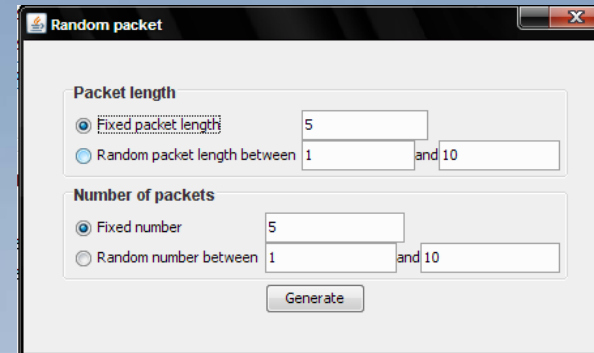 Random packet
Packet length
Fixed packet length 5
Random packet length between 1 and 10
Number of packets
Fixed number 5
Random number between 1 and 10
Generate